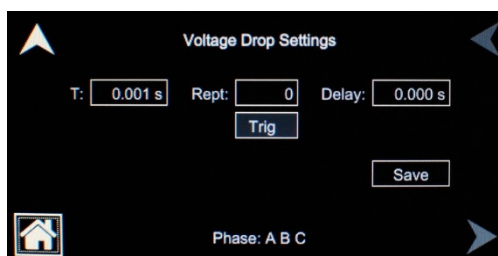 Voltage Drop Settings
T: 0.001 s Rept: 0 Delay: 0.000 s
Trig
Save
Phase: A B C